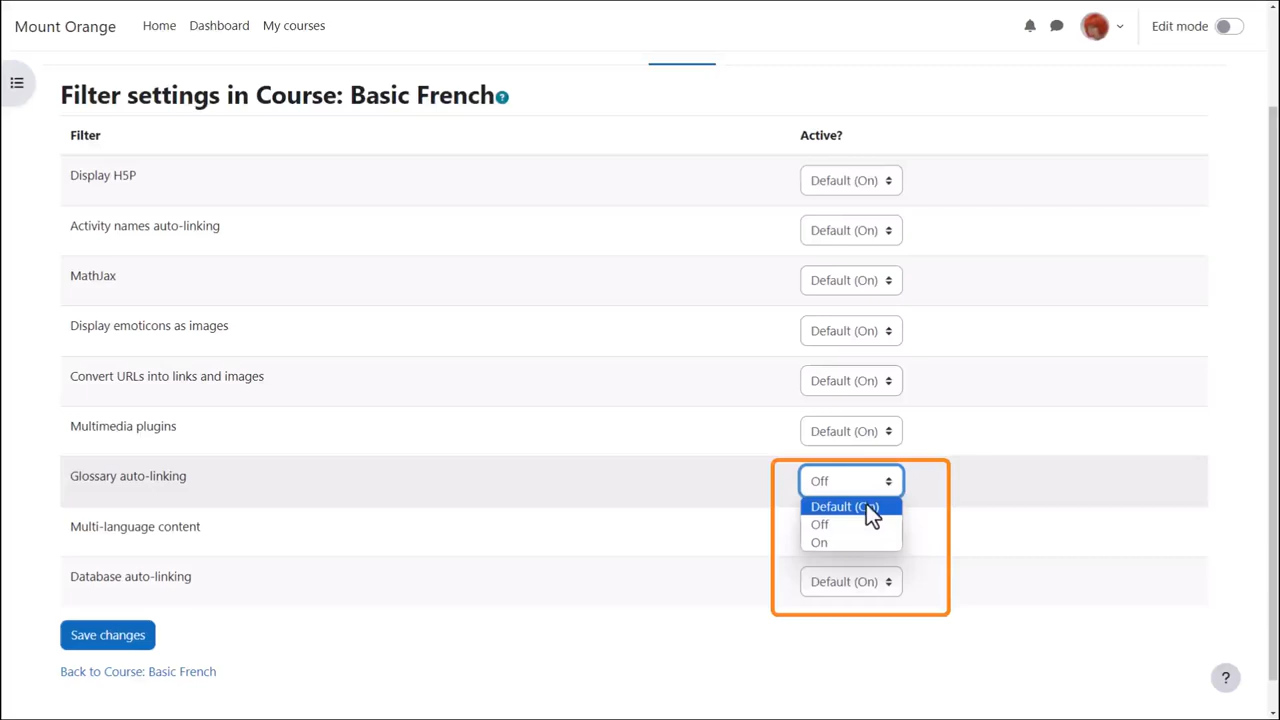 Mount Orange Home Dashboard My courses Edit mode
Filter settings in Course: Basic French ?
Filter Active?
Display H5P Default (On)
Activity names auto-linking Default (On)
MathJax Default (On)
Display emoticons as images Default (On)
Convert URLs into links and images Default (On)
Multimedia plugins Default (On)
Glossary auto-linking Off
Default (On)
Off
Multi-language content
On
Database auto-linking Default (On)
Save changes
Back to Course: Basic French
?